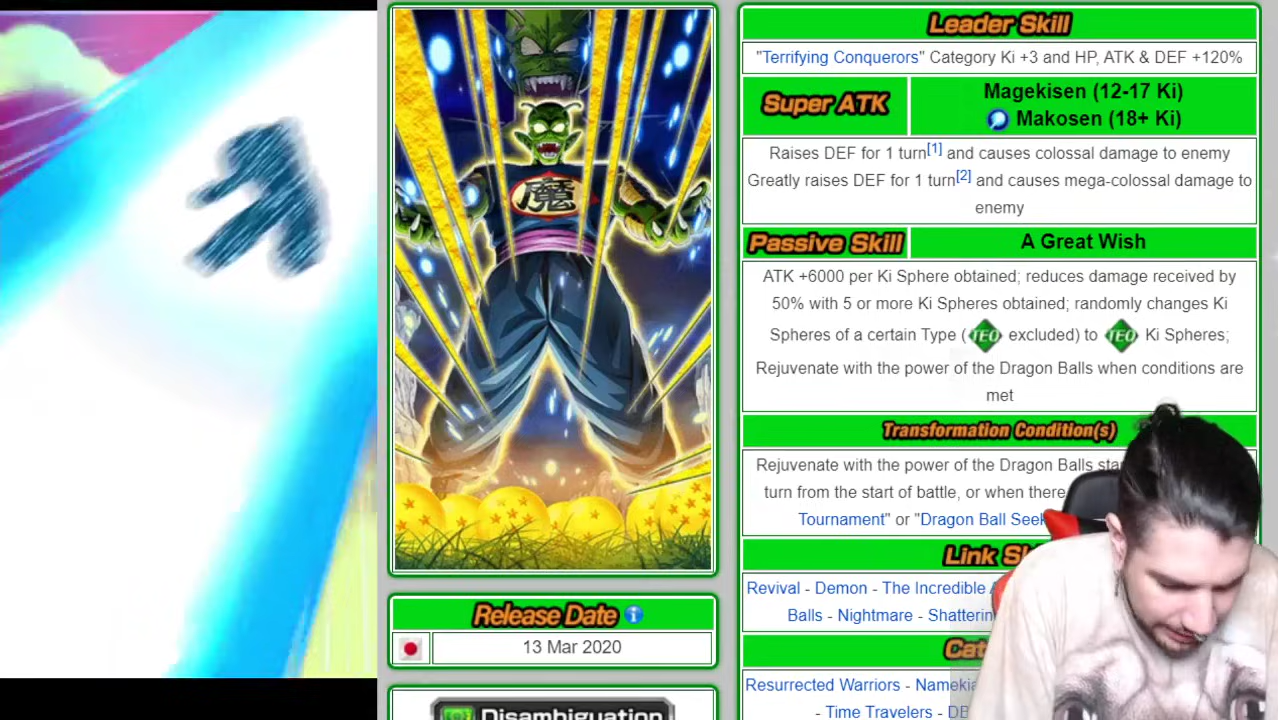 Leader Skill
"Terrifying Conquerors" Category Ki +3 and HP, ATK & DEF +120%
Super ATK
Magekisen (12-17 Ki)
Makosen (18+ Ki)
Raises DEF for 1 turn[1] and causes colossal damage to enemy
Greatly raises DEF for 1 turn[2] and causes mega-colossal damage to
enemy
Passive Skill
A Great Wish
ATK +6000 per Ki Sphere obtained; reduces damage received by
50% with 5 or more Ki Spheres obtained; randomly changes Ki
Spheres of a certain Type (TEQ excluded) to TEQ Ki Spheres;
Rejuvenate with the power of the Dragon Balls when conditions are
met
Transformation Condition(s)
Rejuvenate with the power of the Dragon Balls
turn from the start of battle, or when there
Tournament" or "Dragon Ball
Link
Revival - Demon - The Incredible
Balls - Nightmare -
Resurrected Warriors -
- Time Travelers -
魔
Release Date
13 Mar 2020
Disambiguation